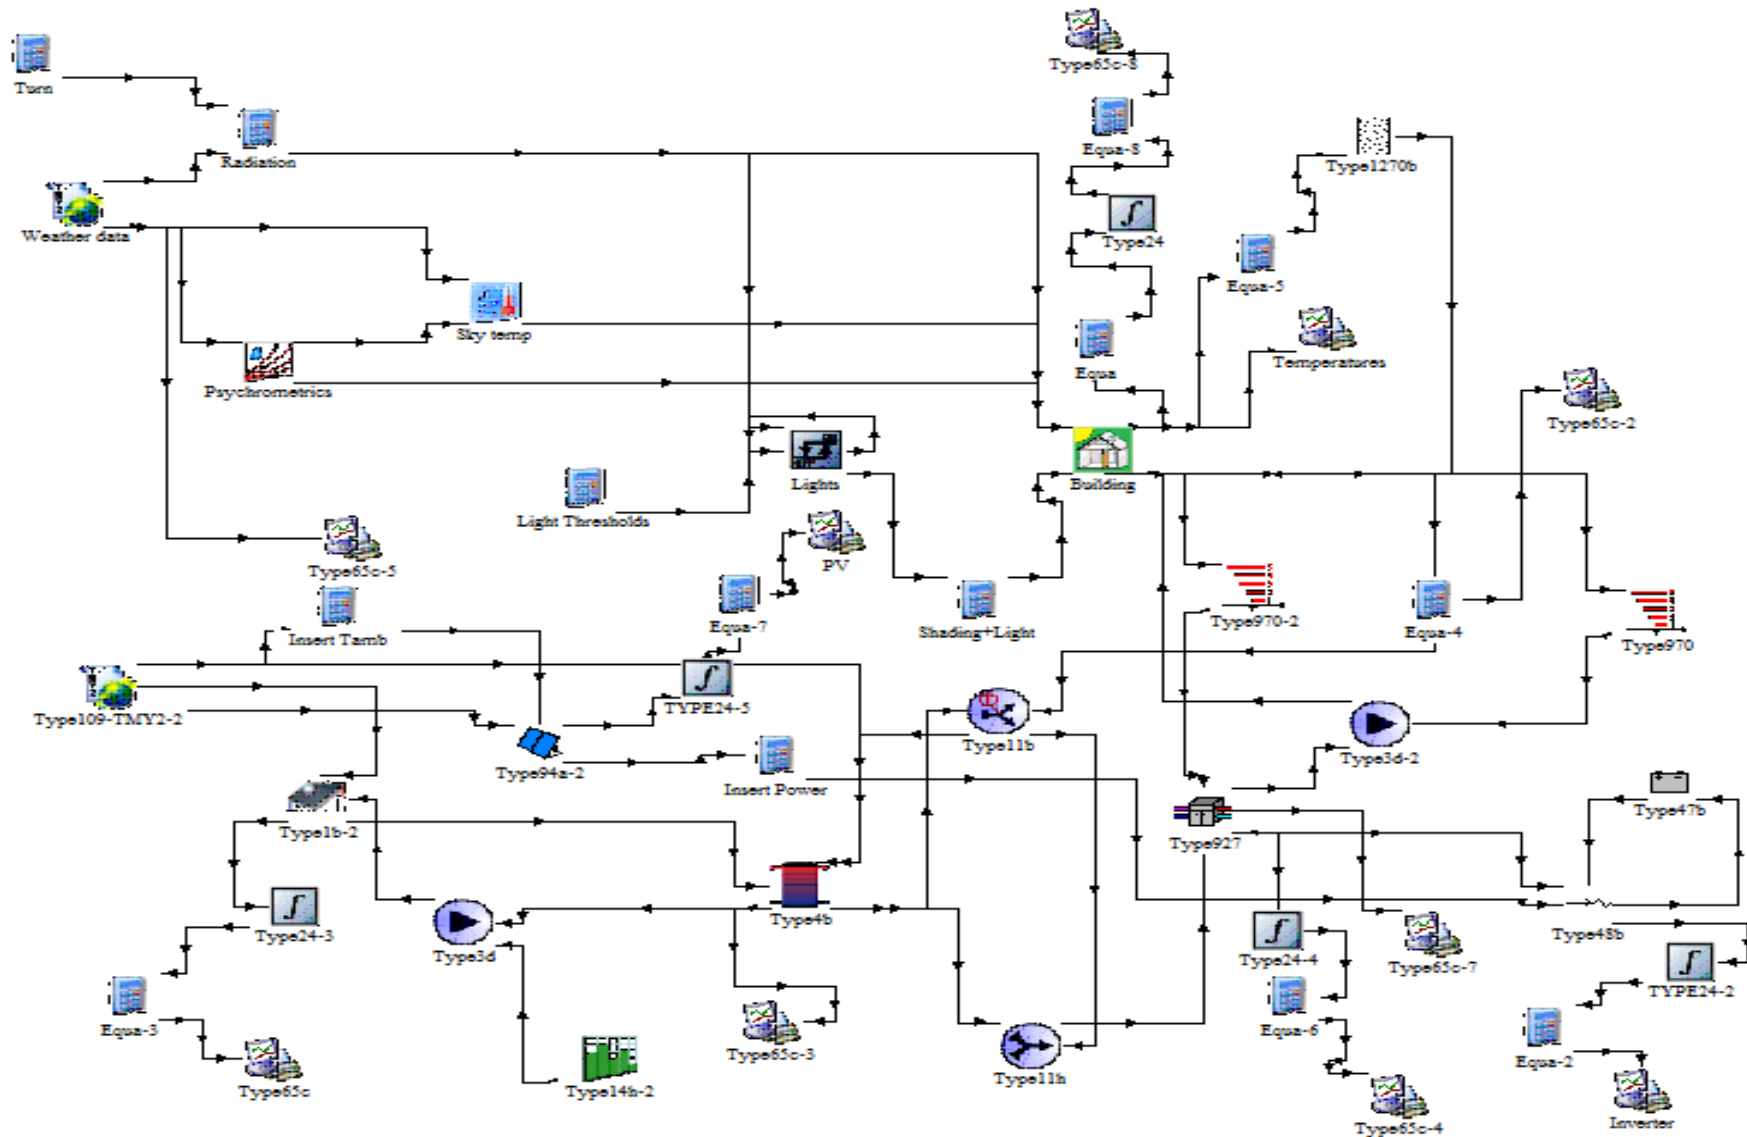 Type65c-8
Turn
Equa-8
Radiation
Type1270b
Weather data
Type24
Equa-5
Sky temp
Equa
Temperatures
Psychrometrics
Type65c-2
Lights
Building
Light Thresholds
PV
Type65c-5
Type970-2
Equa-7
Shading+Light
Equa-4
Insert Tamb
Type970
Type109-TMY2-2
TYPE24-5
Type11b
Type3d-2
Type94a-2
Insert Power
Type47b
Type1b-2
Type927
Type4b
Type24-3
Type48b
Type3d
Type24-4
Type65c-7
TYPE24-2
Equa-3
Equa-6
Type65c-3
Equa-2
Type11h
Type65c
Type14h-2
Type65c-4
Inverter